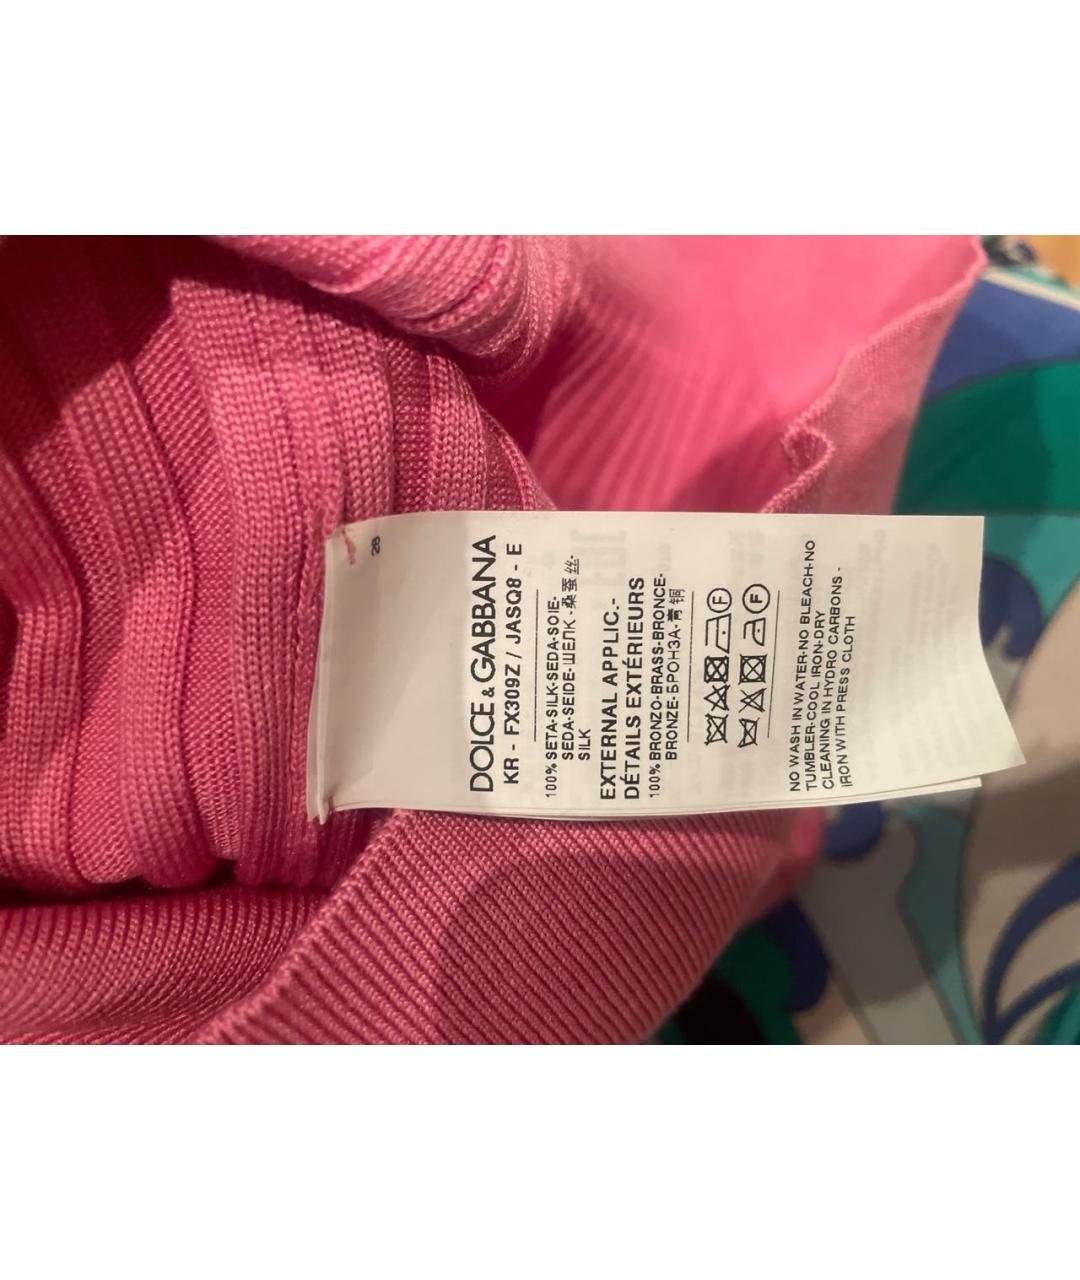 28
DOLCE & GABBANA
KR - FX309Z / JASQ8 - E
100% SETA-SILK-SEDA-SOIE-
SEDA-SEIDE-ШЕЛК-桑蚕丝-
SILK
EXTERNAL APPLIC.-
DÉTAILS EXTÉRIEURS
100% BRONZO-BRASS-BRONCE-
BRONZE-БРОНЗА-青铜
F
F
NO WASH IN WATER-NO BLEACH-NO
TUMBLER-COOL IRON-DRY
CLEANING IN HYDRO CARBONS -
IRON WITH PRESS CLOTH